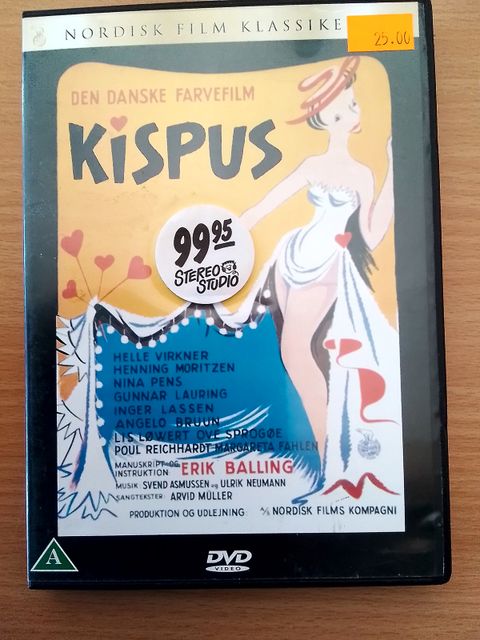 NORDISK FILM KLASSIKE
25.00
DEN DANSKE FARVEFILM
KiSPUS
99.95
STEREO
STUDIO
HELLE VIRKNER
HENNING MORITZEN
NINA PENS
GUNNAR LAURING
INGER LASSEN
ANGELO BRUUN
LIS LØWERT OVE SPROGØE
POUL REICHHARDT MARGARETA FAHLÉN
MANUSKRIPT OG
INSTRUKTION ERIK BALLING
MUSIK SVEND ASMUSSEN og ULRIK NEUMANN
SANGTEKSTER: ARVID MÜLLER
PRODUKTION OG UDLEJNING: A/S NORDISK FILMS KOMPAGNI
A
DVD
VIDEO